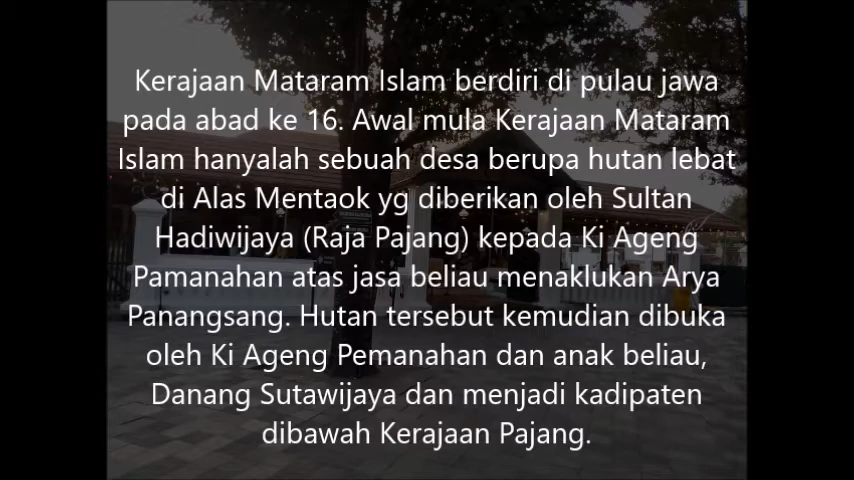 Kerajaan Mataram Islam berdiri di pulau jawa
pada abad ke 16. Awal mula Kerajaan Mataram
Islam hanyalah sebuah desa berupa hutan lebat
di Alas Mentaok yg diberikan oleh Sultan
Hadiwijaya (Raja Pajang) kepada Ki Ageng
Pamanahan atas jasa beliau menaklukan Arya
Panangsang. Hutan tersebut kemudian dibuka
oleh Ki Ageng Pemanahan dan anak beliau,
Danang Sutawijaya dan menjadi kadipaten
dibawah Kerajaan Pajang.